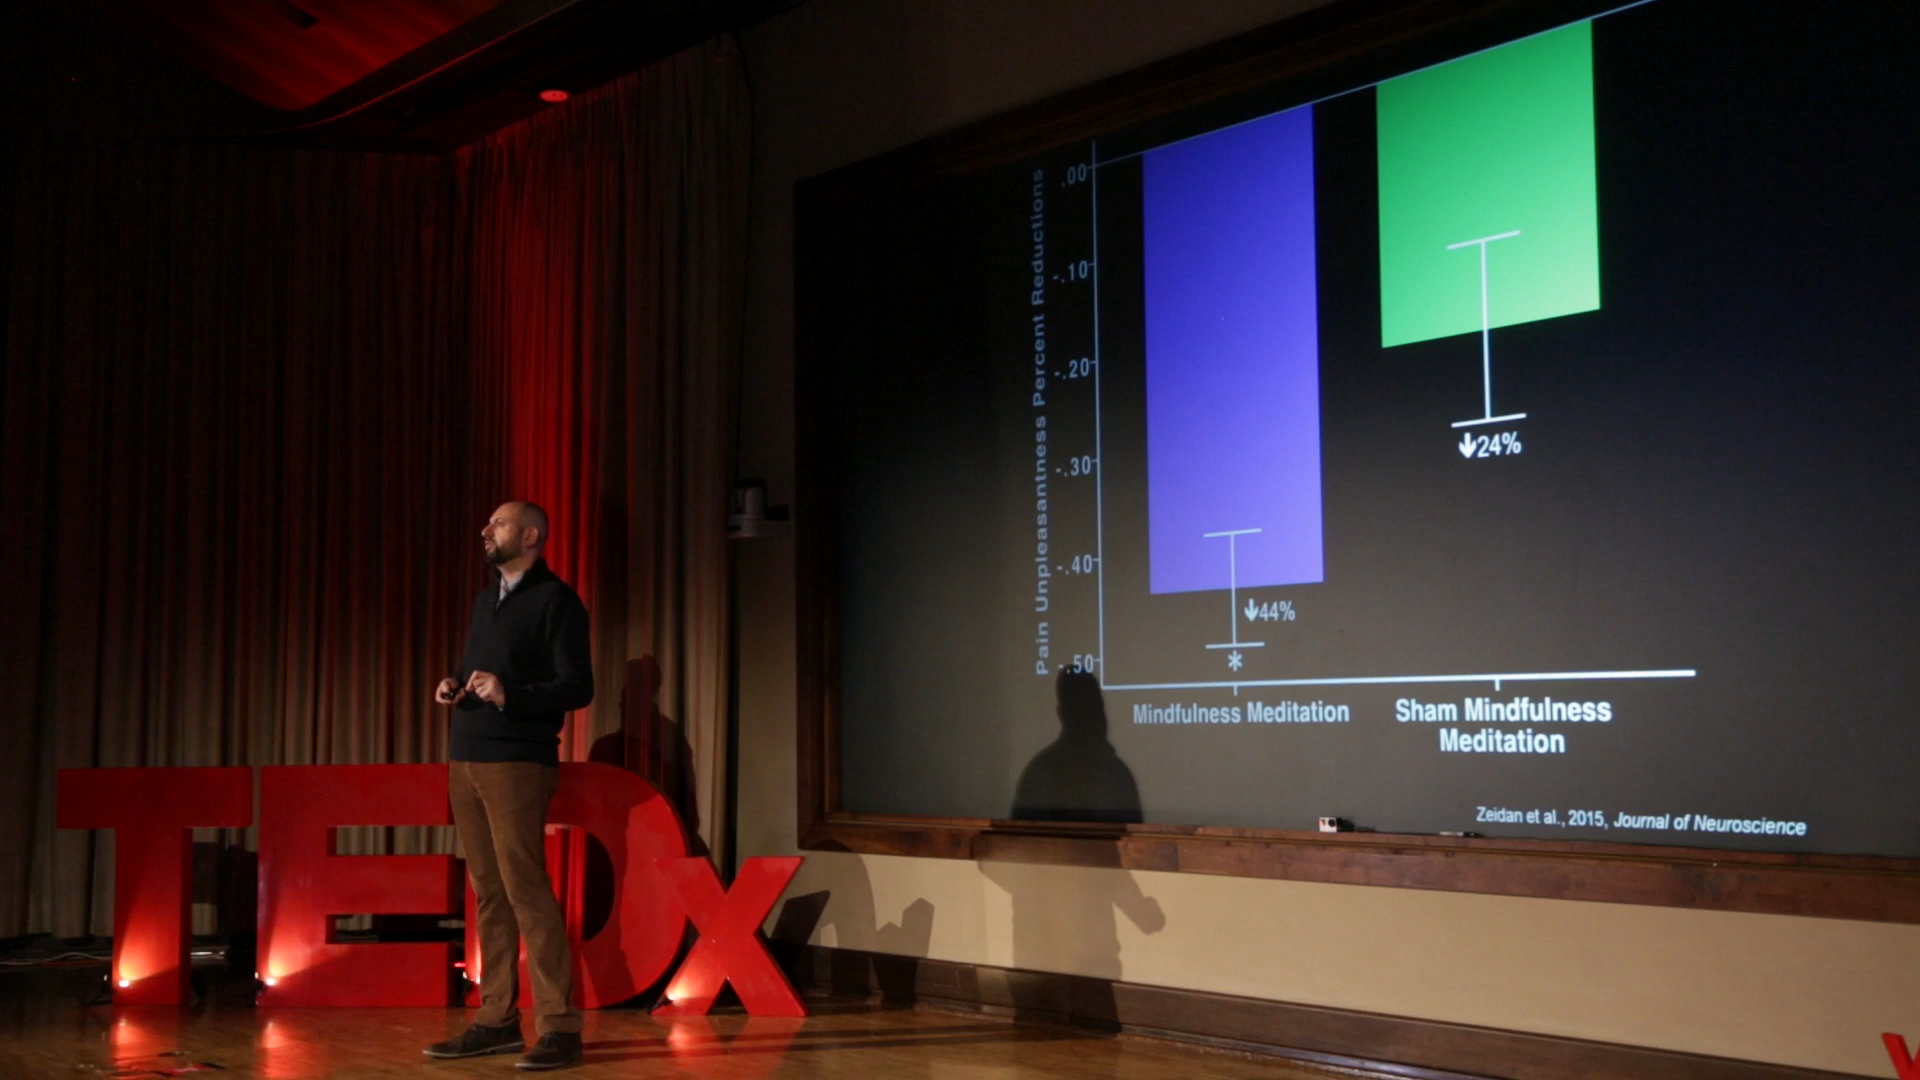 Pain Unpleasantness Percent Reductions
.00
-.10
-.20
-.30
-.40
-.50
↓44%
*
↓24%
Mindfulness Meditation
Sham Mindfulness
Meditation
Zeidan et al., 2015, Journal of Neuroscience
TEDx